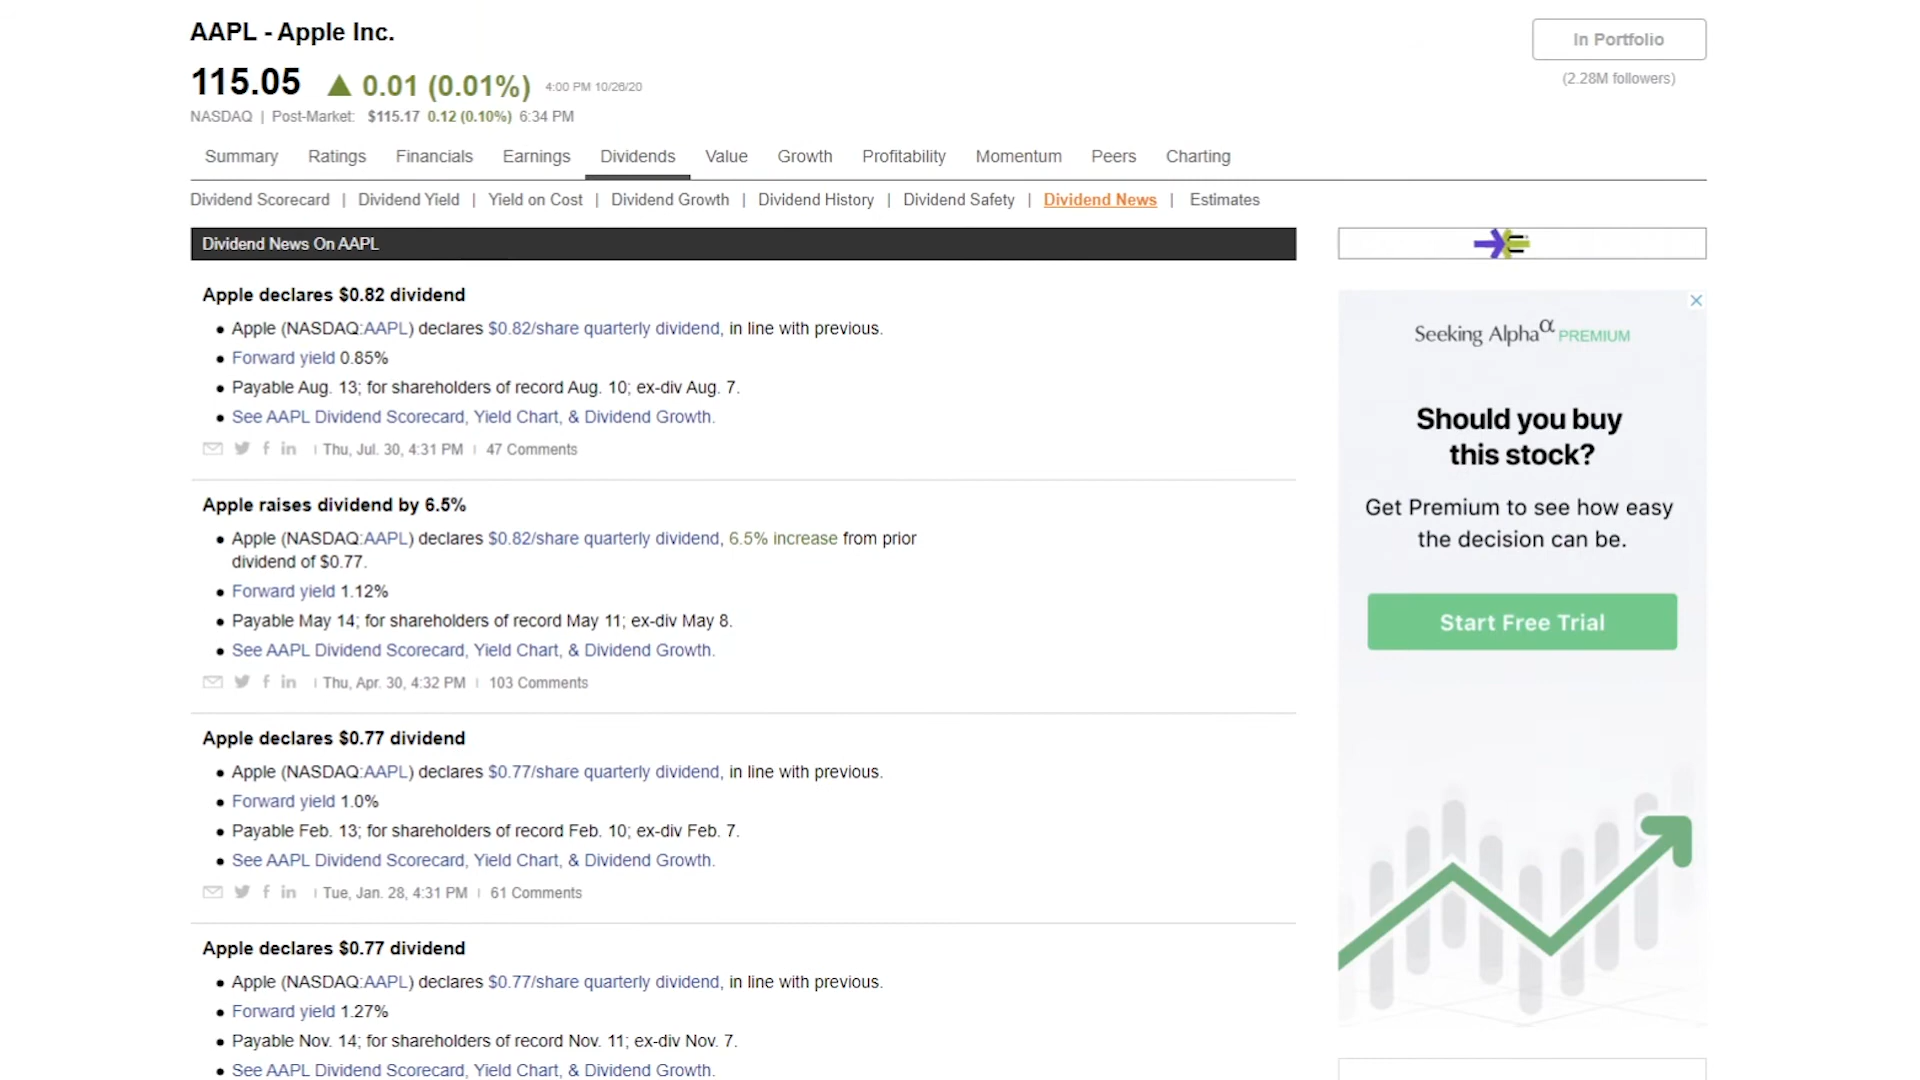 AAPL - Apple Inc.
In Portfolio
115.05 ▲ 0.01 (0.01%) 4:00 PM 10/26/20
(2.28M followers)
NASDAQ | Post-Market: $115.17 0.12 (0.10%) 6:34 PM
Summary Ratings Financials Earnings Dividends Value Growth Profitability Momentum Peers Charting
Dividend Scorecard | Dividend Yield | Yield on Cost | Dividend Growth | Dividend History | Dividend Safety | Dividend News | Estimates
Dividend News On AAPL
Apple declares $0.82 dividend
● Apple (NASDAQ:AAPL) declares $0.82/share quarterly dividend, in line with previous.
● Forward yield 0.85%
● Payable Aug. 13; for shareholders of record Aug. 10; ex-div Aug. 7.
● See AAPL Dividend Scorecard, Yield Chart, & Dividend Growth.
f in | Thu, Jul. 30, 4:31 PM | 47 Comments
Apple raises dividend by 6.5%
● Apple (NASDAQ:AAPL) declares $0.82/share quarterly dividend, 6.5% increase from prior
dividend of $0.77.
● Forward yield 1.12%
● Payable May 14; for shareholders of record May 11; ex-div May 8.
● See AAPL Dividend Scorecard, Yield Chart, & Dividend Growth.
f in | Thu, Apr. 30, 4:32 PM | 103 Comments
Apple declares $0.77 dividend
● Apple (NASDAQ:AAPL) declares $0.77/share quarterly dividend, in line with previous.
● Forward yield 1.0%
● Payable Feb. 13; for shareholders of record Feb. 10; ex-div Feb. 7.
● See AAPL Dividend Scorecard, Yield Chart, & Dividend Growth.
f in | Tue, Jan. 28, 4:31 PM | 61 Comments
Apple declares $0.77 dividend
● Apple (NASDAQ:AAPL) declares $0.77/share quarterly dividend, in line with previous.
● Forward yield 1.27%
● Payable Nov. 14; for shareholders of record Nov. 11; ex-div Nov. 7.
● See AAPL Dividend Scorecard, Yield Chart, & Dividend Growth.
Seeking Alpha α PREMIUM
Should you buy
this stock?
Get Premium to see how easy
the decision can be.
Start Free Trial